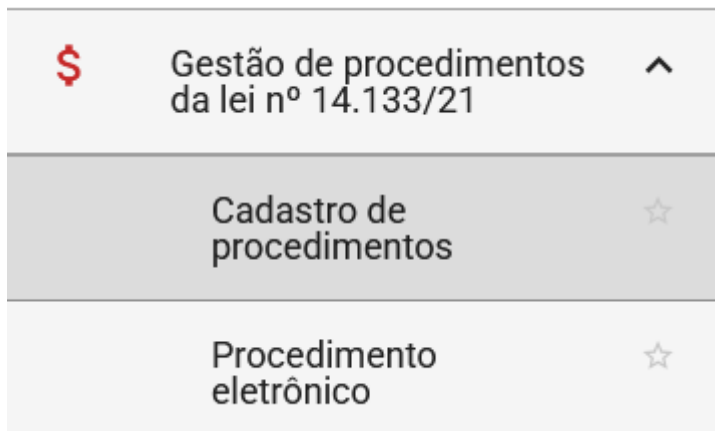 $
Gestão de procedimentos
da lei nº 14.133/21
Cadastro de
procedimentos
Procedimento
eletrônico